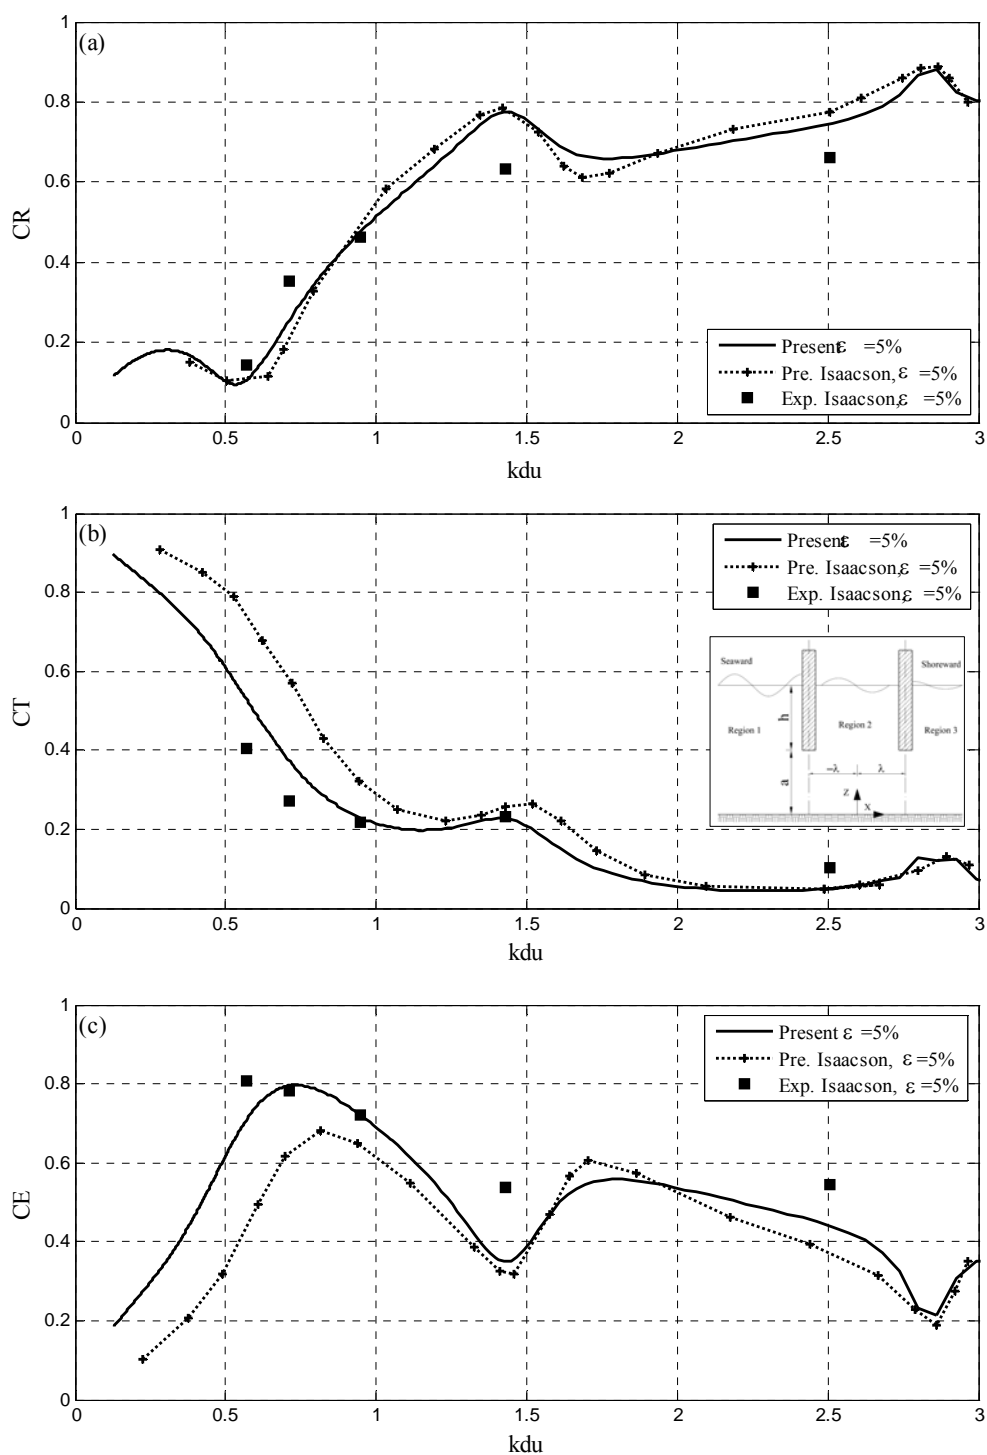 (a)
1
0.8
0.6
0.4
0.2
0
CR
0 0.5 1 1.5 2 2.5 3
kdu
Present ε =5%
Pre. Isaacson, ε =5%
Exp. Isaacson, ε =5%
(b)
1
0.8
0.6
0.4
0.2
0
CT
0 0.5 1 1.5 2 2.5 3
kdu
Present ε =5%
Pre. Isaacson, ε =5%
Exp. Isaacson, ε =5%
Seaward
Shoreward
h
Region 1
Region 2
Region 3
-λ
λ
a
Z
X
(c)
1
0.8
0.6
0.4
0.2
0
CE
0 0.5 1 1.5 2 2.5 3
kdu
Present ε =5%
Pre. Isaacson, ε =5%
Exp. Isaacson, ε =5%